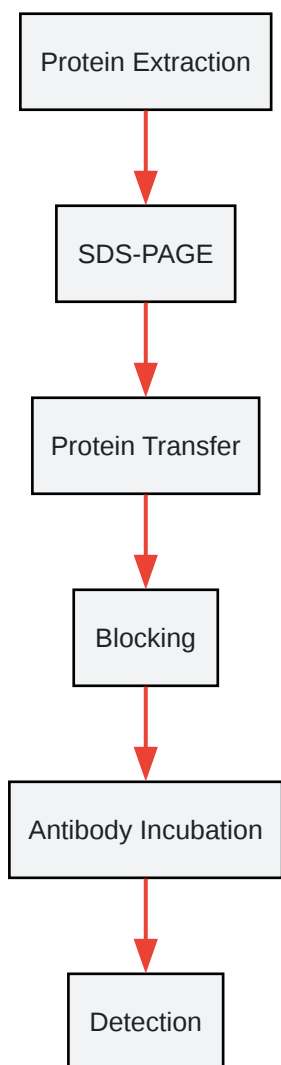 Protein Extraction
SDS-PAGE
Protein Transfer
Blocking
Antibody Incubation
Detection